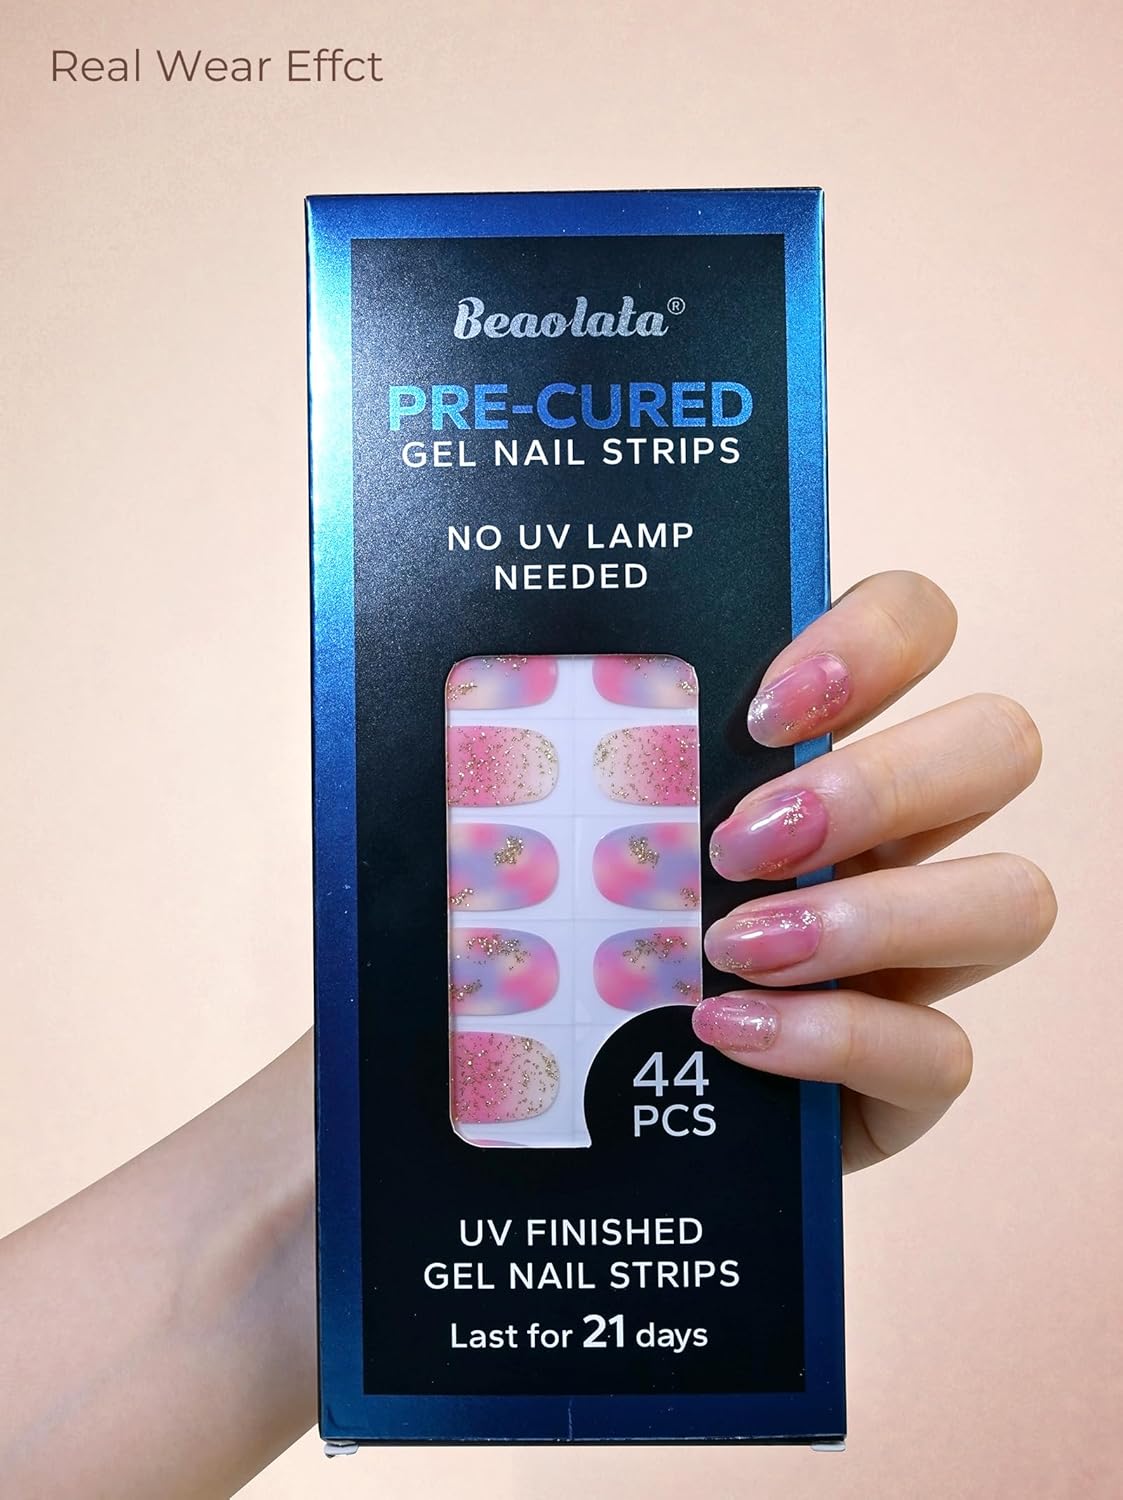 Real Wear Effct
Beaolata®
PRE-CURED
GEL NAIL STRIPS
NO UV LAMP
NEEDED
44
PCS
UV FINISHED
GEL NAIL STRIPS
Last for 21 days